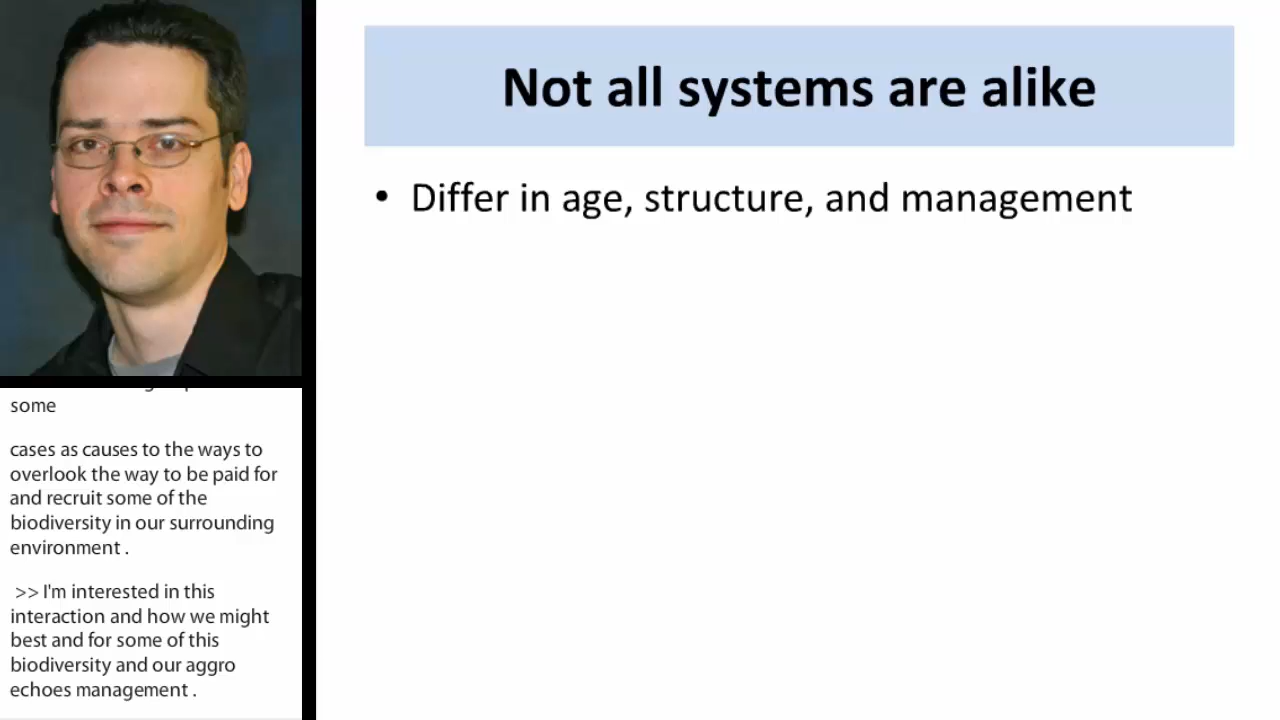 Not all systems are alike
• Differ in age, structure, and management
some
cases as causes to the ways to
overlook the way to be paid for
and recruit some of the
biodiversity in our surrounding
environment .
>> I'm interested in this
interaction and how we might
best and for some of this
biodiversity and our aggro
echoes management .